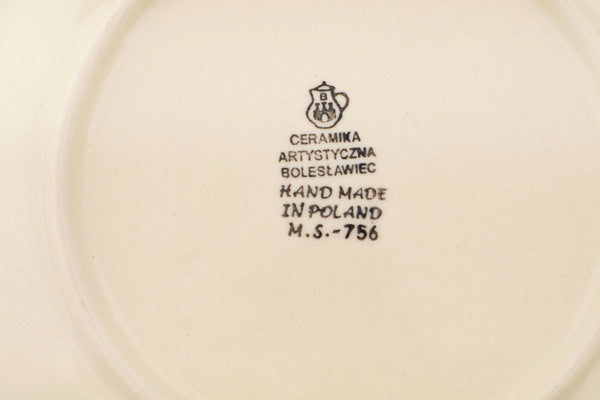 B
CERAMIKA
ARTYSTYCZNA
BOLESŁAWIEC
HAND MADE
IN POLAND
M.S.-756